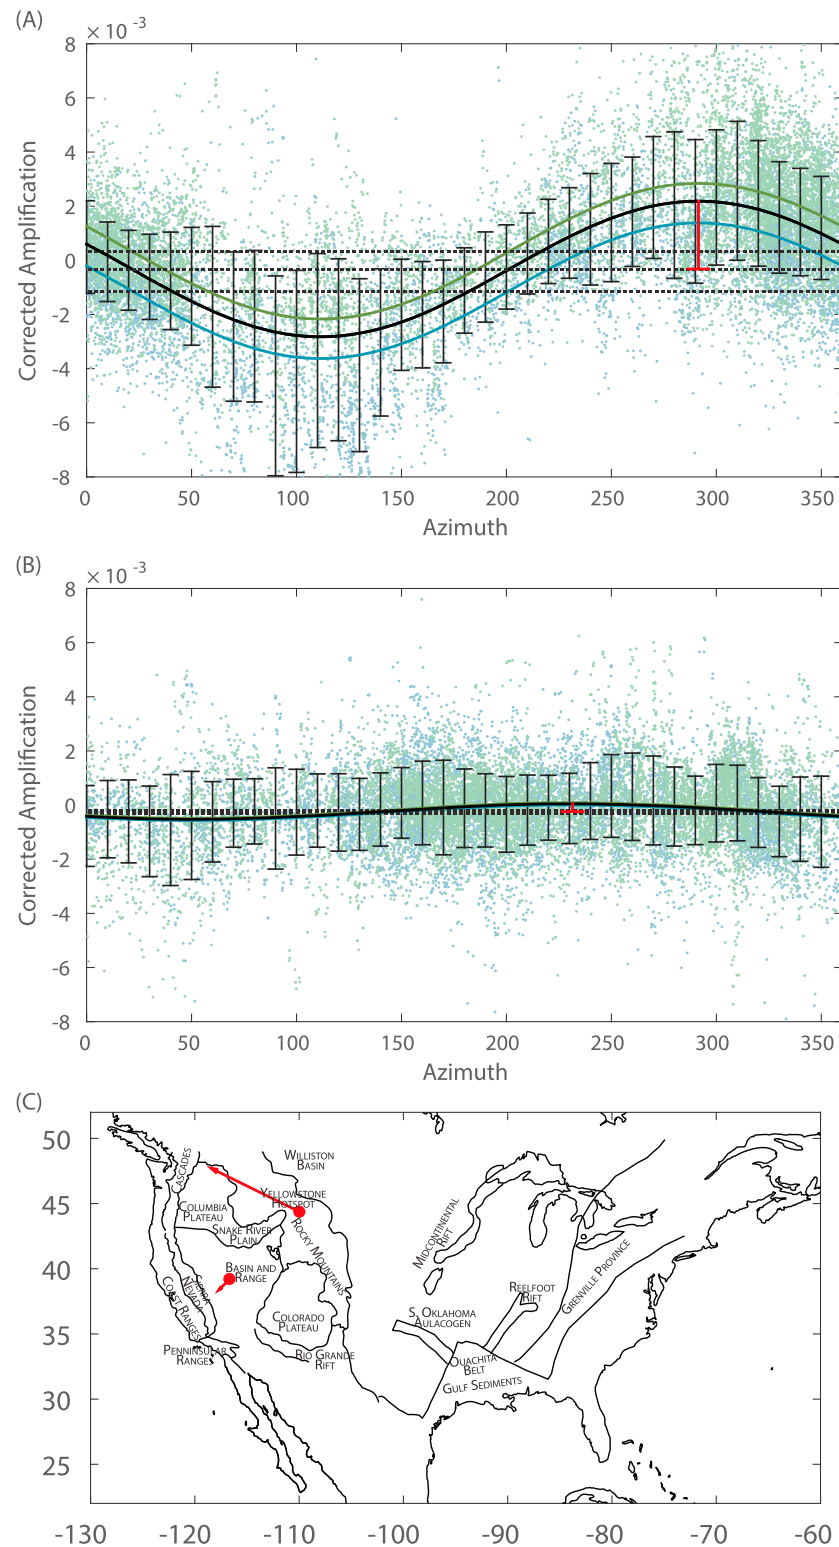 (A)
× 10 -3
8
6
4
2
0
-2
-4
-6
-8
Corrected Amplification
0 50 100 150 200 250 300 350
Azimuth
(B)
× 10 -3
8
6
4
2
0
-2
-4
-6
-8
Corrected Amplification
0 50 100 150 200 250 300 350
Azimuth
(C)
50
45
40
35
30
25
CASCADES
WILLISTON
BASIN
YELLOWSTONE
HOTSPOT
COLUMBIA
PLATEAU
SNAKE RIVER
PLAIN
ROCKY MOUNTAINS
BASIN AND
RANGE
SIERRA
NEVADA
COAST RANGES
COLORADO
PLATEAU
PENNINSULAR
RANGES
RIO GRANDE
RIFT
MIDCONTINENTAL
RIFT
REELFOOT
RIFT
GRENVILLE PROVINCE
S. OKLAHOMA
AULACOGEN
OUACHITA
BELT
GULF SEDIMENTS
-130 -120 -110 -100 -90 -80 -70 -60